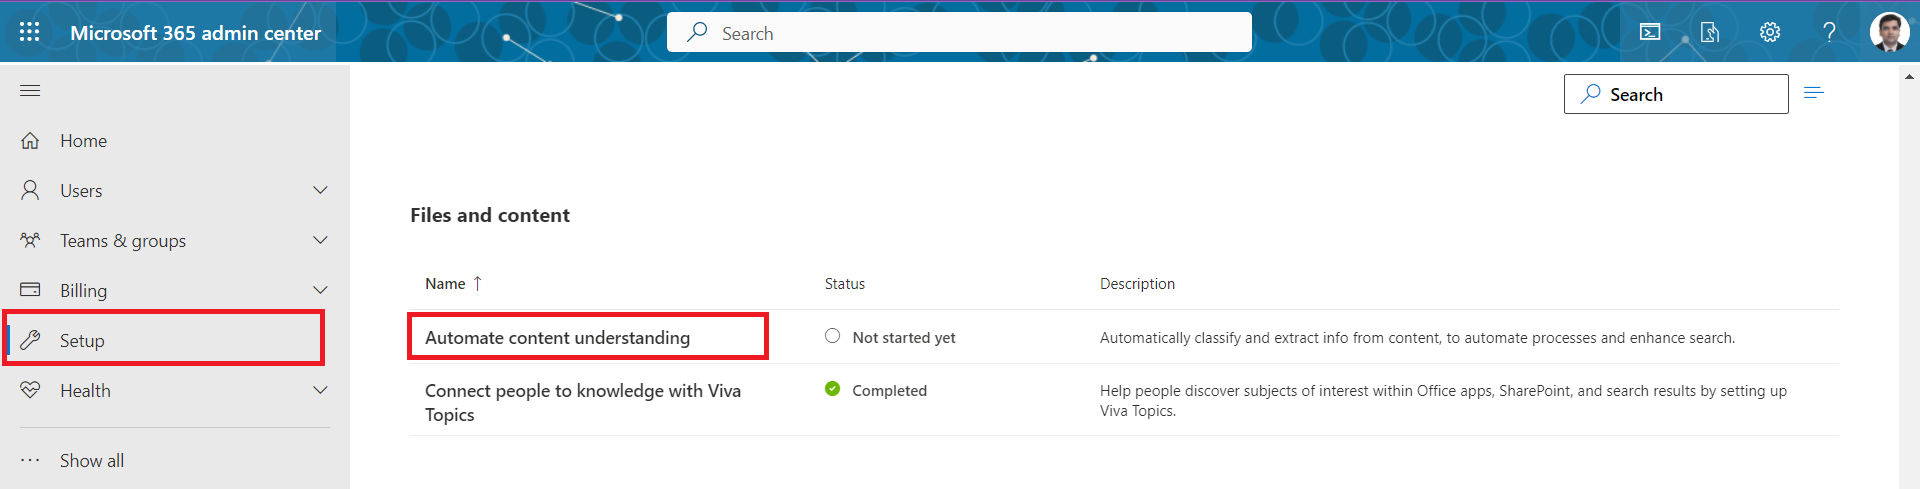 Microsoft 365 admin center
Search
Search
Home
Users
Teams & groups
Billing
Setup
Health
Show all
Files and content
Name ↑ Status Description
Automate content understanding Not started yet Automatically classify and extract info from content, to automate processes and enhance search.
Connect people to knowledge with Viva
Topics
Completed
Help people discover subjects of interest within Office apps, SharePoint, and search results by setting up
Viva Topics.